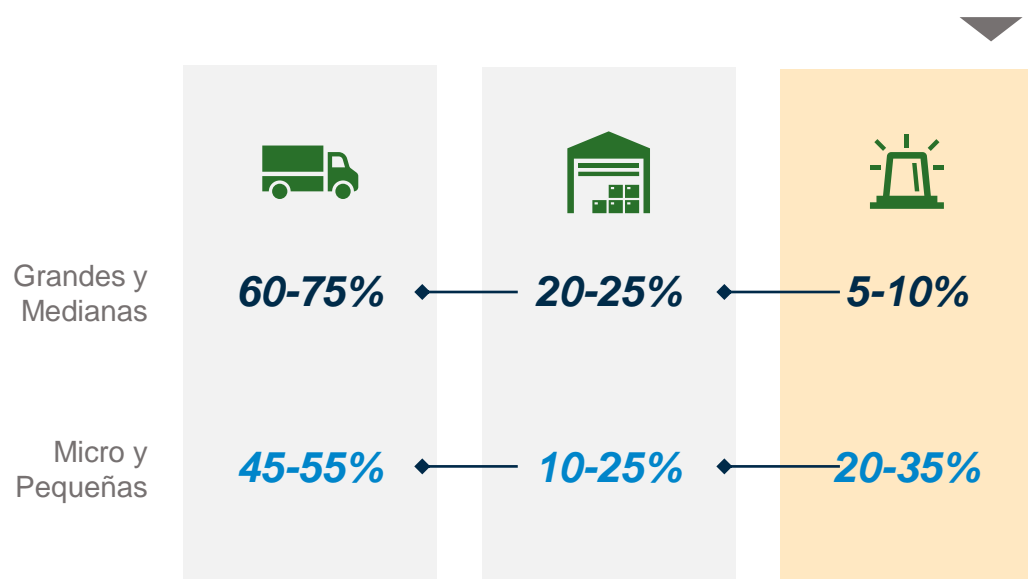 Grandes y
Medianas
60-75%
20-25%
5-10%
Micro y
Pequeñas
45-55%
10-25%
20-35%